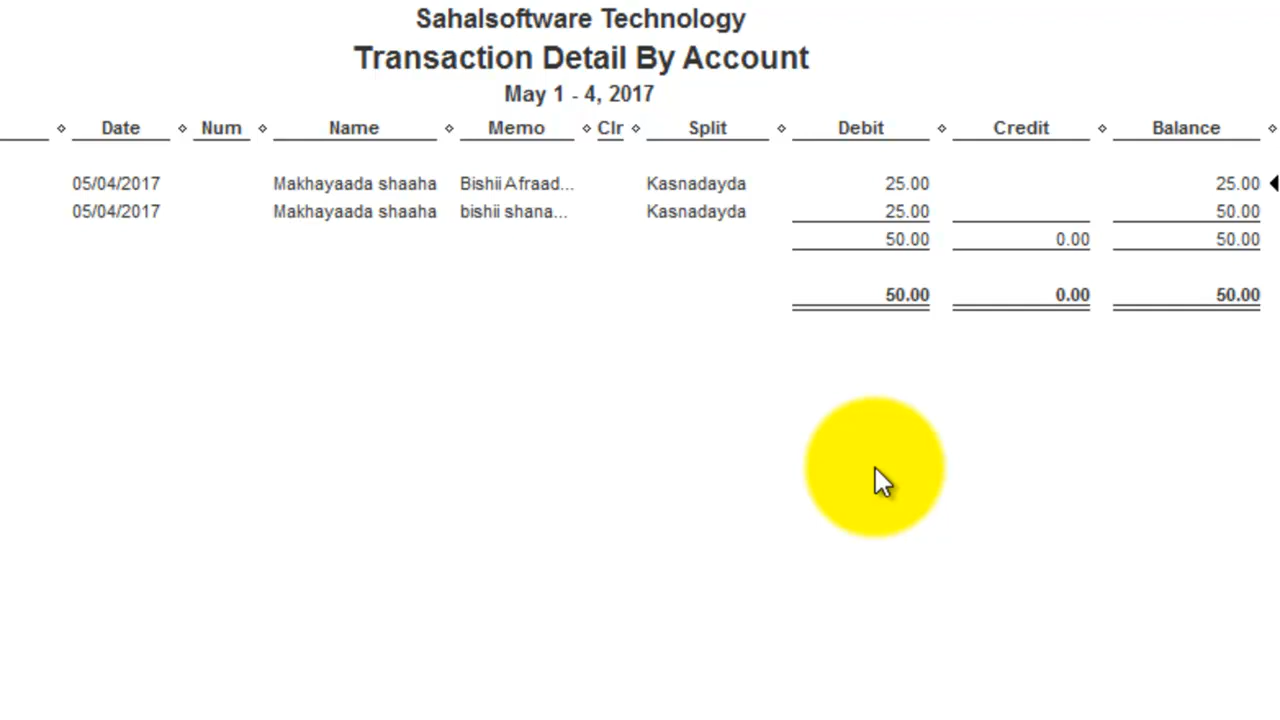 Sahalsoftware Technology
Transaction Detail By Account
May 1 - 4, 2017
Date Num Name Memo Clr Split Debit Credit Balance
05/04/2017 Makhayaada shaaha Bishii Afraad... Kasnadayda 25.00 25.00
05/04/2017 Makhayaada shaaha bishii shana... Kasnadayda 25.00 50.00
50.00 0.00 50.00
50.00 0.00 50.00